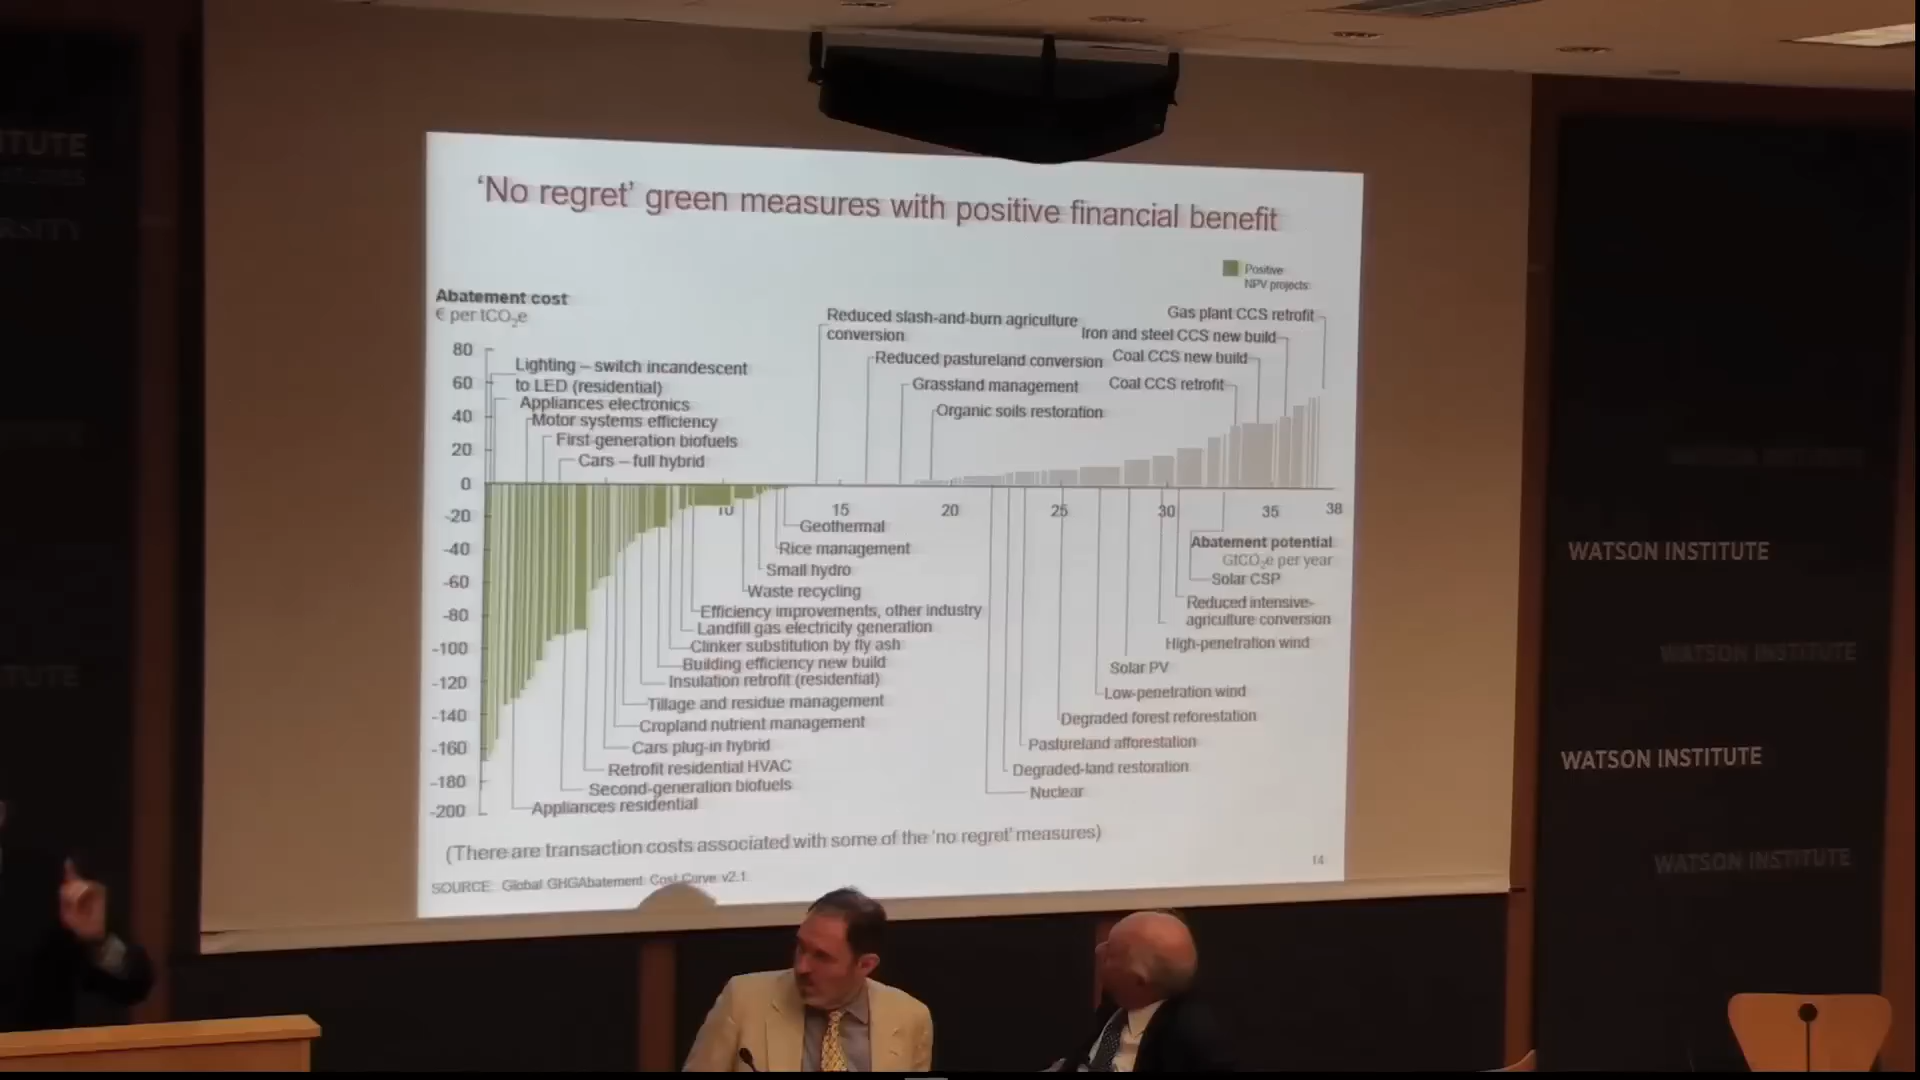 'No regret' green measures with positive financial benefit
Positive
NPV projects
Abatement cost
€ per tCO2e
80
60
40
20
0
-20
-40
-60
-80
-100
-120
-140
-160
-180
-200
Lighting – switch incandescent
to LED (residential)
Appliances electronics
Motor systems efficiency
First-generation biofuels
Cars – full hybrid
Reduced slash-and-burn agriculture
conversion
Reduced pastureland conversion
Grassland management
Organic soils restoration
Gas plant CCS retrofit
Iron and steel CCS new build
Coal CCS new build
Coal CCS retrofit
10
15
20
25
30
35
38
Geothermal
Rice management
Small hydro
Waste recycling
Efficiency improvements, other industry
Landfill gas electricity generation
Clinker substitution by fly ash
Building efficiency new build
Insulation retrofit (residential)
Tillage and residue management
Cropland nutrient management
Cars plug-in hybrid
Retrofit residential HVAC
Second-generation biofuels
Appliances residential
Abatement potential
GtCO2e per year
Solar CSP
Reduced intensive-
agriculture conversion
High-penetration wind
Solar PV
Low-penetration wind
Degraded forest reforestation
Pastureland afforestation
Degraded-land restoration
Nuclear
(There are transaction costs associated with some of the 'no regret' measures)
14
SOURCE: Global GHGAbatement Cost Curve v2.1
WATSON INSTITUTE
WATSON INSTITUTE
WATSON INSTITUTE
WATSON INSTITUTE
WATSON INSTITUTE
ITUTE
RSITY
TUTE